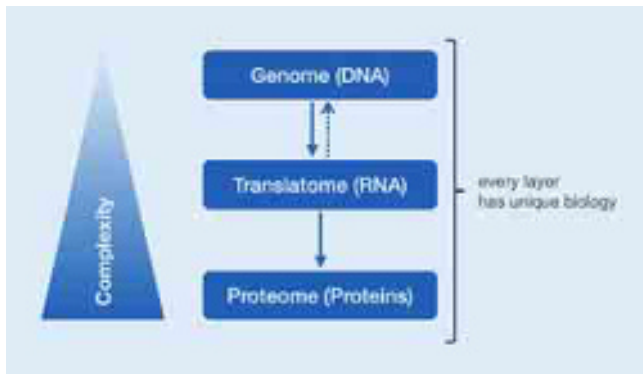 Genome (DNA)
Translatome (RNA)
every layer
has unique biology
Complexity
Proteome (Proteins)